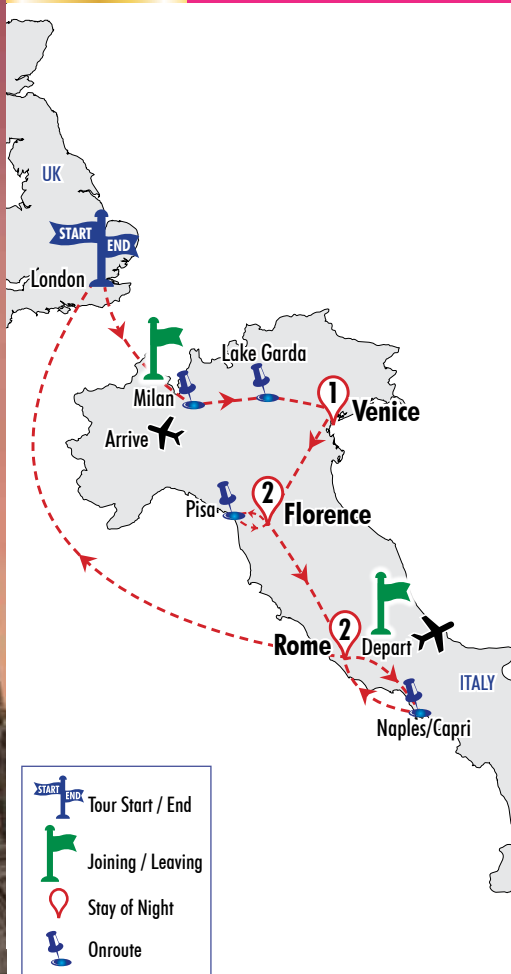 UK
START
END
London
Lake Garda
Milan
1
Venice
Arrive
Pisa
2
Florence
2
Rome
Depart
ITALY
Naples/Capri
START
END
Tour Start / End
Joining / Leaving
Stay of Night
Onroute